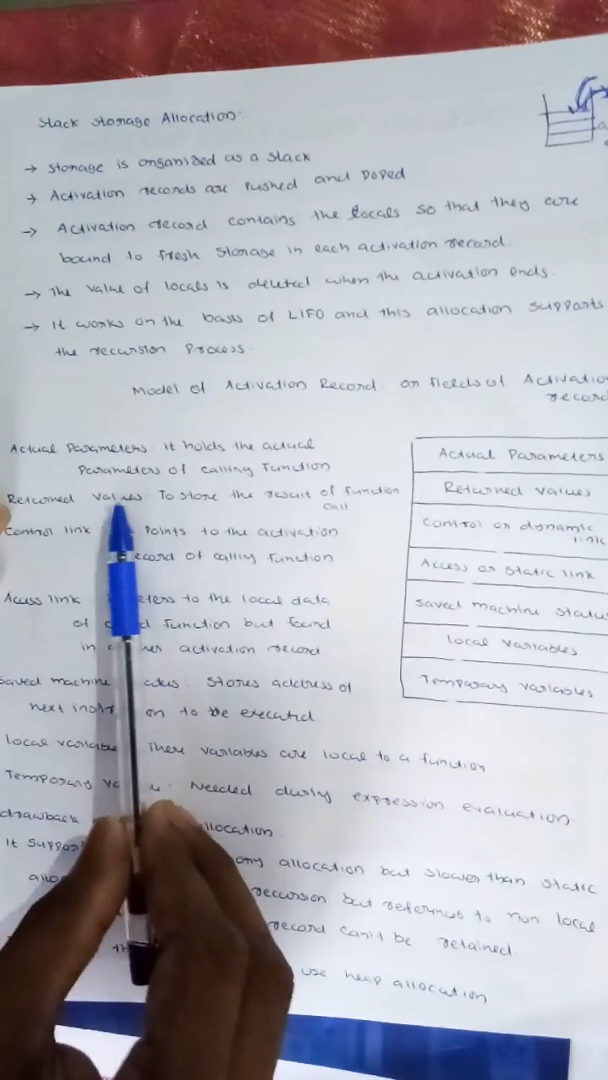 Stack Storage Allocation:
→ Storage is organised as a stack
→ Activation records are Pushed and Poped
→ Activation record contains the locals so that they are
bound to fresh storage in each activation record.
→ The value of locals is deleted when the activation ends.
→ It works on the basis of LIFO and this allocation supports
the recursion Process.
Model of Activation Record or fields of Activation
record
Actual Parameters: it holds the actual
Parameters of calling function
Returned values: To store the result of function
call
Control link Points to the activation
record of calling function
Access link refers to the local data
of function but found
in activation record
Saved machine status: Stores address of
next to be executed
Local variable These variables are local to a function
Temporary Needed during expression evaluation.
drawback allocation.
It allocation but slower than static
recursion but references to non local
record can't be retained
use heap allocation
Actual Parameters
Returned values
Control or dynamic
link
Access or static link
Saved machine status
local variables
Temporary variables